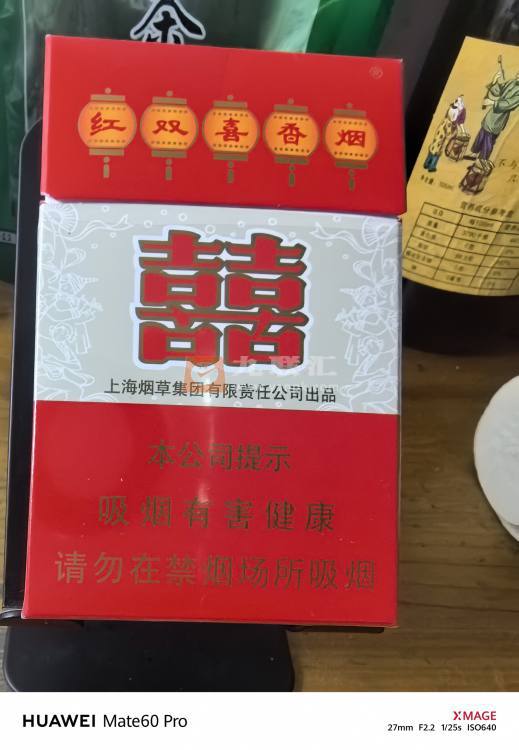 红双喜香烟
®
囍
上海烟草集团有限责任公司出品
本公司提示
吸烟有害健康
请勿在禁烟场所吸烟
HUAWEI Mate60 Pro
XMAGE
27mm F2.2 1/25s ISO640